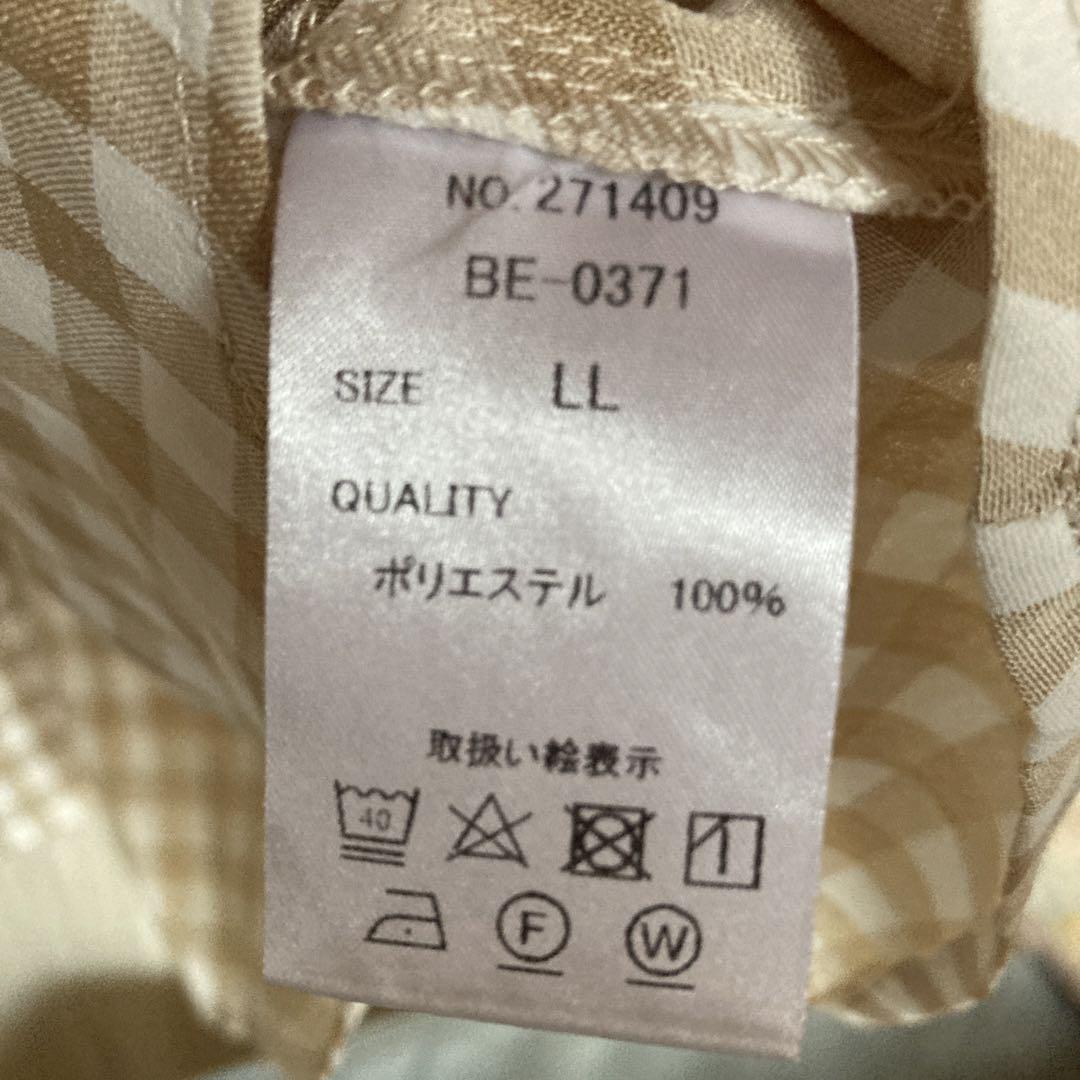 NO. 271409
BE-0371
SIZE LL
QUALITY
ポリエステル 100%
取扱い絵表示
40
F W